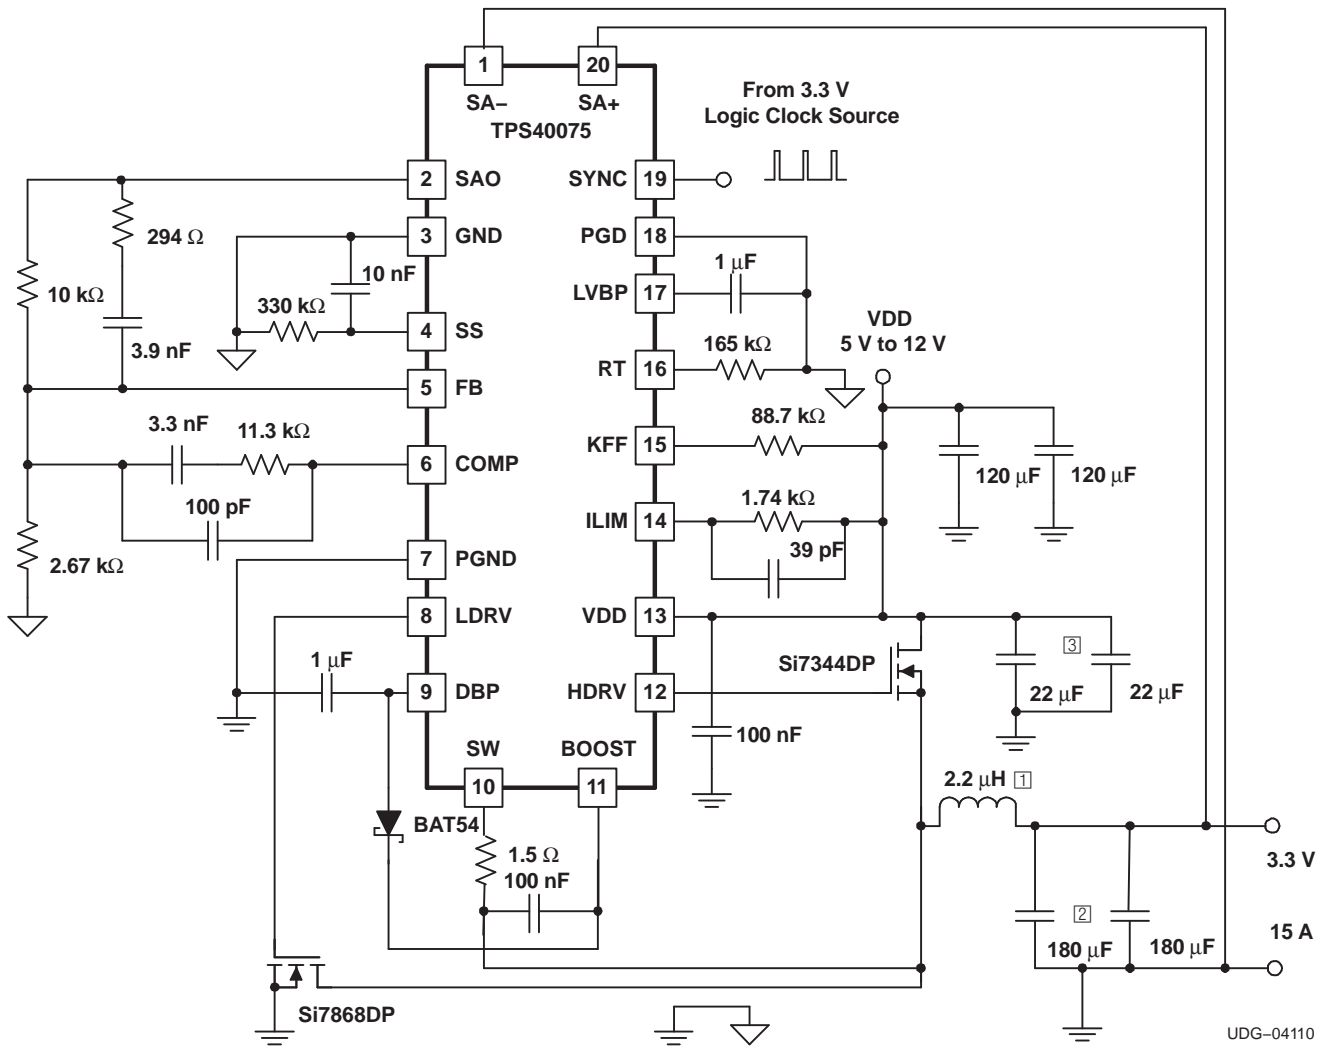 1
20
SA–
SA+
TPS40075
From 3.3 V
Logic Clock Source
2
SAO
SYNC
19
294 Ω
3
GND
PGD
18
10 kΩ
10 nF
1 µF
330 kΩ
LVBP
17
3.9 nF
4
SS
VDD
5 V to 12 V
165 kΩ
RT
16
5
FB
3.3 nF
11.3 kΩ
88.7 kΩ
6
COMP
KFF
15
120 µF
120 µF
100 pF
1.74 kΩ
ILIM
14
39 pF
2.67 kΩ
7
PGND
8
LDRV
VDD
13
1 µF
Si7344DP
3
9
DBP
HDRV
12
22 µF
22 µF
100 nF
SW
BOOST
10
11
2.2 µH 1
BAT54
1.5 Ω
100 nF
3.3 V
2
180 µF
180 µF
15 A
Si7868DP
UDG–04110